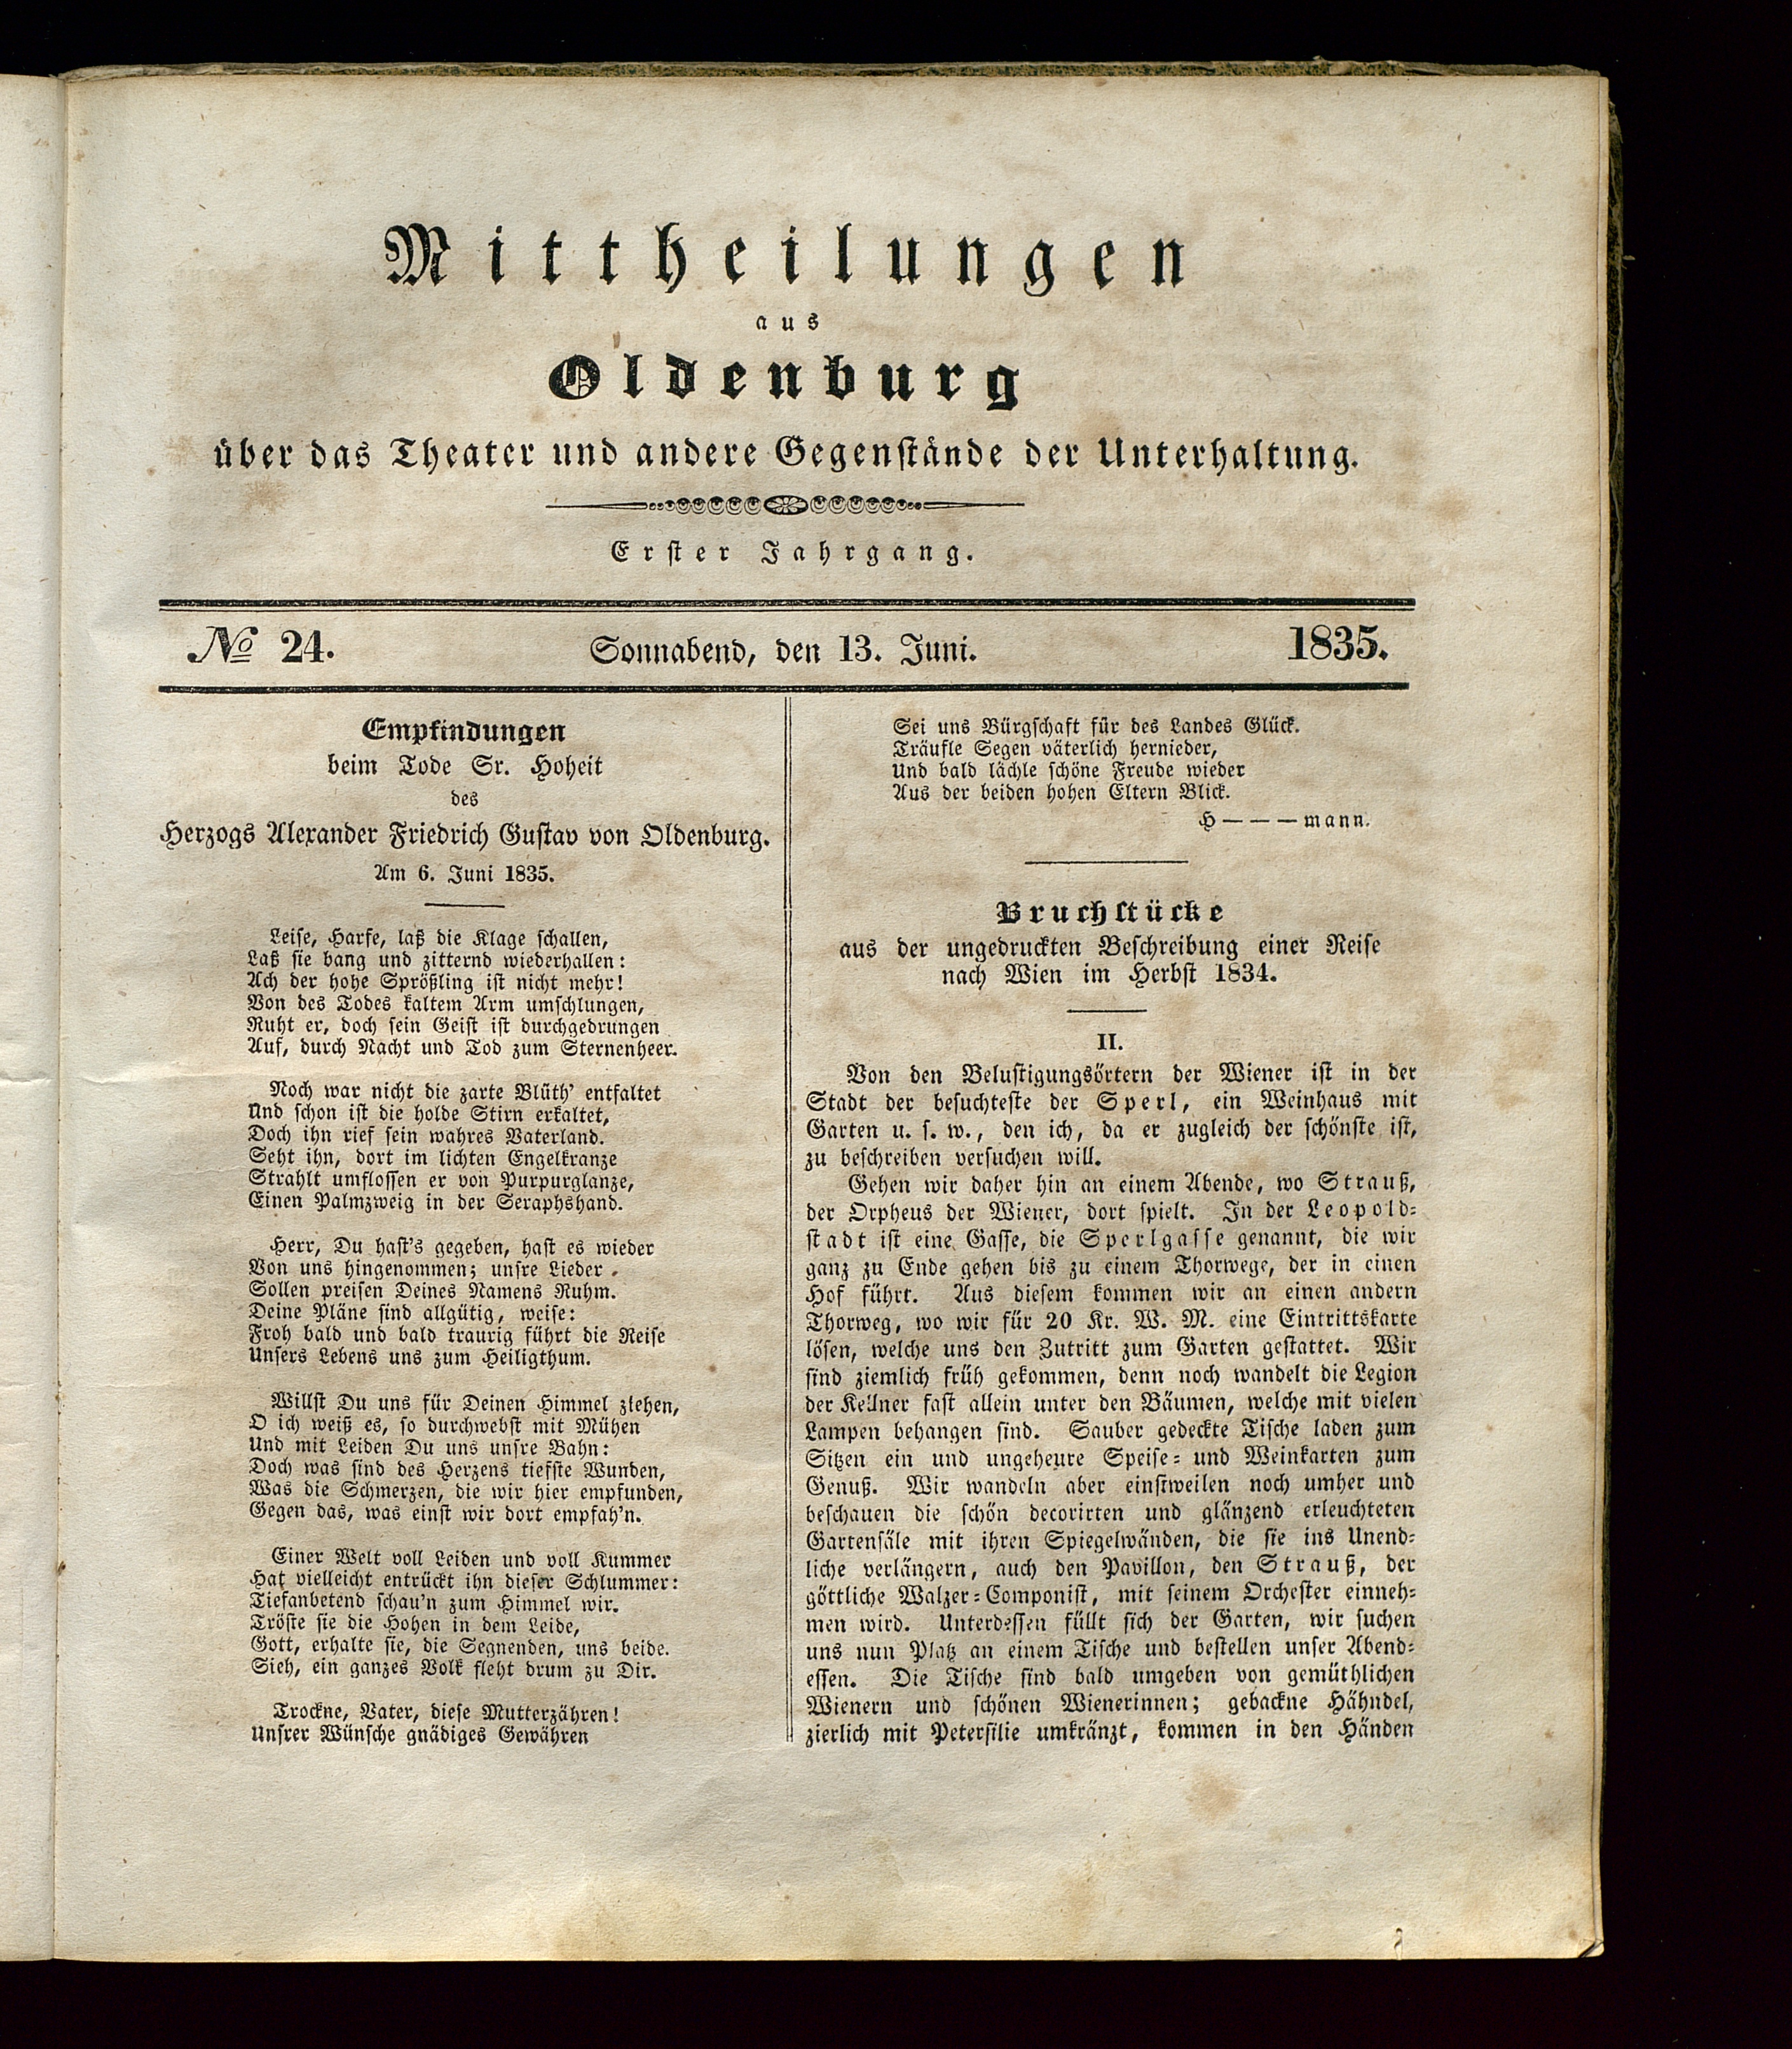 Mittheilungen
aus
Oldenburg
über das Theater und andere Gegenstände der Unterhaltung.
Erster Jahrgang.
No 24. Sonnabend, den 13. Juni. 1835.
Empfindungen
beim Tode Sr. Hoheit
des
Herzogs Alexander Friedrich Gustav von Oldenburg.
Am 6. Juni 1835.
Leise, Harfe, laß die Klage schallen,
Laß sie bang und zitternd wiederhallen:
Ach der hohe Sprößling ist nicht mehr!
Von des Todes kaltem Arm umschlungen,
Ruht er, doch sein Geist ist durchgedrungen
Auf, durch Nacht und Tod zum Sternenheer.
Noch war nicht die zarte Blüth' entfaltet
Und schon ist die holde Stirn erkaltet,
Doch ihn rief sein wahres Vaterland.
Seht ihn, dort im lichten Engelkranze
Strahlt umflossen er von Purpurglanze,
Einen Palmzweig in der Seraphshand.
Herr, Du hast's gegeben, hast es wieder
Von uns hingenommen; unsre Lieder
Sollen preisen Deines Namens Ruhm.
Deine Pläne sind allgütig, weise:
Froh bald und bald traurig führt die Reise
Unsers Lebens uns zum Heiligthum.
Willst Du uns für Deinen Himmel ziehen,
O ich weiß es, so durchwebst mit Mühen
Und mit Leiden Du uns unsre Bahn:
Doch was sind des Herzens tiefste Wunden,
Was die Schmerzen, die wir hier empfunden,
Gegen das, was einst wir dort empfah'n.
Einer Welt voll Leiden und voll Kummer
Hat vielleicht entrückt ihn dieser Schlummer:
Tiefanbetend schau'n zum Himmel wir.
Tröste sie die Hohen in dem Leide,
Gott, erhalte sie, die Segnenden, uns beide.
Sieh, ein ganzes Volk fleht drum zu Dir.
Trockne, Vater, diese Mutterzähren!
Unsrer Wünsche gnädiges Gewähren
Sei uns Bürgschaft für des Landes Glück.
Träufle Segen väterlich hernieder,
Und bald lächle schöne Freude wieder
Aus der beiden hohen Eltern Blick.
H — — — mann.
Bruchstücke
aus der ungedruckten Beschreibung einer Reise
nach Wien im Herbst 1834.
II.
Von den Belustigungsörtern der Wiener ist in der
Stadt der besuchteste der Sperl, ein Weinhaus mit
Garten u. s. w., den ich, da er zugleich der schönste ist,
zu beschreiben versuchen will.
Gehen wir daher hin an einem Abende, wo Strauß,
der Orpheus der Wiener, dort spielt. In der Leopold-
stadt ist eine Gasse, die Sperlgasse genannt, die wir
ganz zu Ende gehen bis zu einem Thorwege, der in einen
Hof führt. Aus diesem kommen wir an einen andern
Thorweg, wo wir für 20 Kr. W. M. eine Eintrittskarte
lösen, welche uns den Zutritt zum Garten gestattet. Wir
sind ziemlich früh gekommen, denn noch wandelt die Legion
der Kellner fast allein unter den Bäumen, welche mit vielen
Lampen behangen sind. Sauber gedeckte Tische laden zum
Sitzen ein und ungeheure Speise- und Weinkarten zum
Genuß. Wir wandeln aber einstweilen noch umher und
beschauen die schön decorirten und glänzend erleuchteten
Gartensäle mit ihren Spiegelwänden, die sie ins Unend-
liche verlängern, auch den Pavillon, den Strauß, der
göttliche Walzer-Componist, mit seinem Orchester einneh-
men wird. Unterdessen füllt sich der Garten, wir suchen
uns nun Platz an einem Tische und bestellen unser Abend-
essen. Die Tische sind bald umgeben von gemüthlichen
Wienern und schönen Wienerinnen; gebackne Hähndel,
zierlich mit Petersilie umkränzt, kommen in den Händen